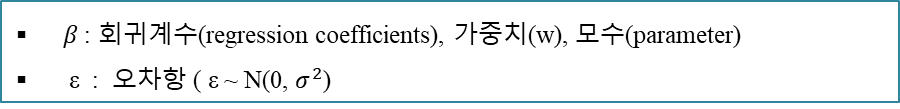 ▪ β : 회귀계수(regression coefficients), 가중치(w), 모수(parameter)
▪ ε : 오차항 ( ε ~ N(0, σ²)